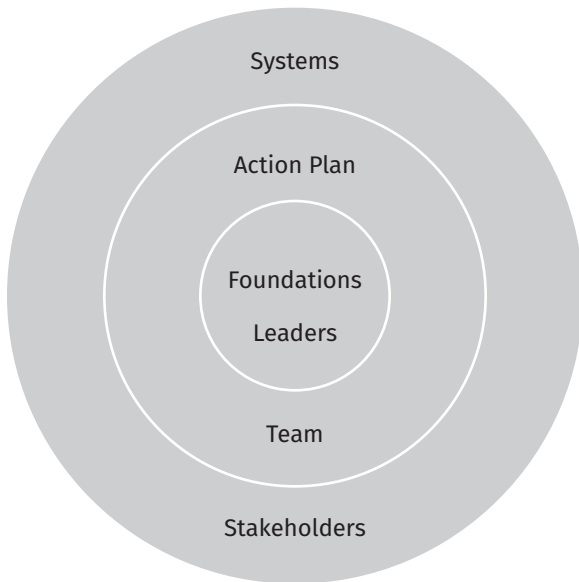 Systems
Action Plan
Foundations
Leaders
Team
Stakeholders